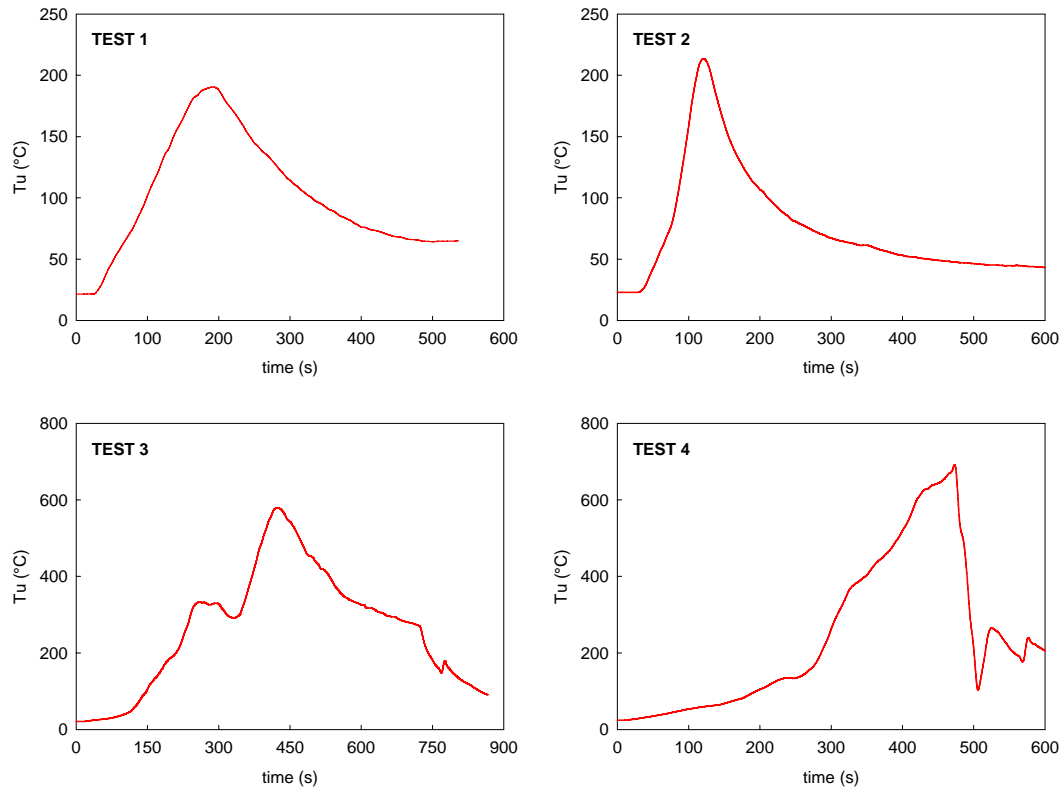 TEST 1
Tu (°C)
250
200
150
100
50
0
0 100 200 300 400 500 600
time (s)
TEST 2
Tu (°C)
250
200
150
100
50
0
0 100 200 300 400 500 600
time (s)
TEST 3
Tu (°C)
800
600
400
200
0
0 150 300 450 600 750 900
time (s)
TEST 4
Tu (°C)
800
600
400
200
0
0 100 200 300 400 500 600
time (s)